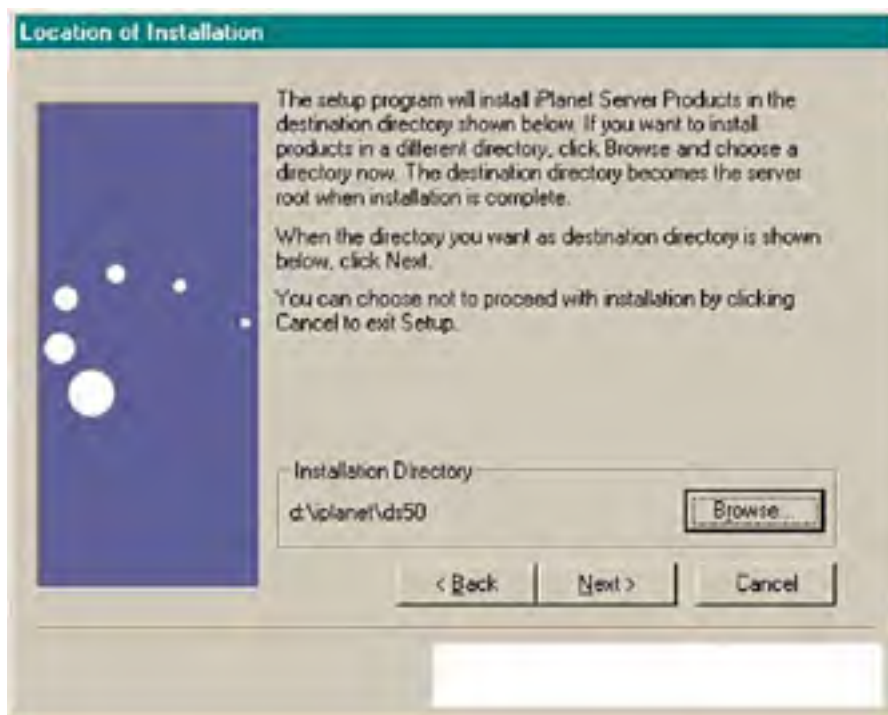 Location of Installation
The setup program will install iPlanet Server Products in the
destination directory shown below. If you want to install
products in a different directory, click Browse and choose a
directory now. The destination directory becomes the server
root when installation is complete.
When the directory you want as destination directory is shown
below, click Next.
You can choose not to proceed with installation by clicking
Cancel to exit Setup.
Installation Directory
d:\iplanet\ds50
Browse...
< Back
Next >
Cancel